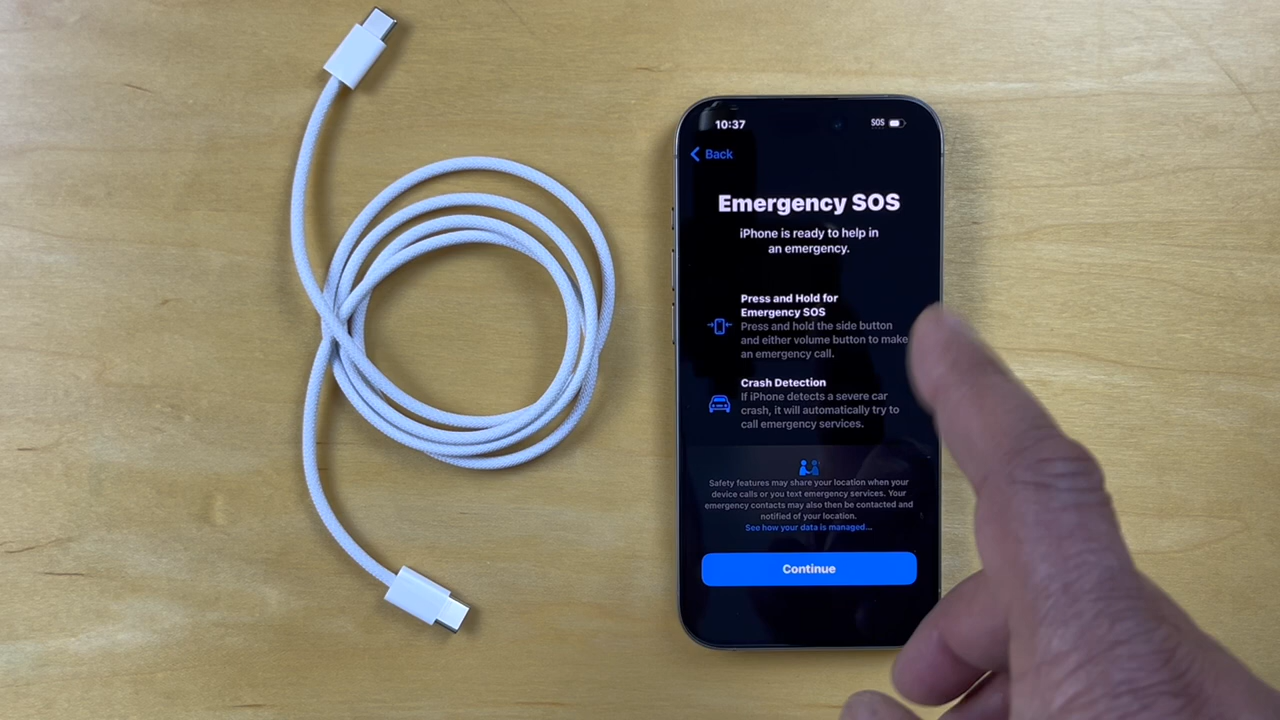 10:37
SOS
Back
Emergency SOS
iPhone is ready to help in
an emergency.
Press and Hold for
Emergency SOS
Press and hold the side button
and either volume button to make
an emergency call.
Crash Detection
If iPhone detects a severe car
crash, it will automatically try to
call emergency services.
Safety features may share your location when your
device calls or you text emergency services. Your
emergency contacts may also then be contacted and
notified of your location.
See how your data is managed...
Continue